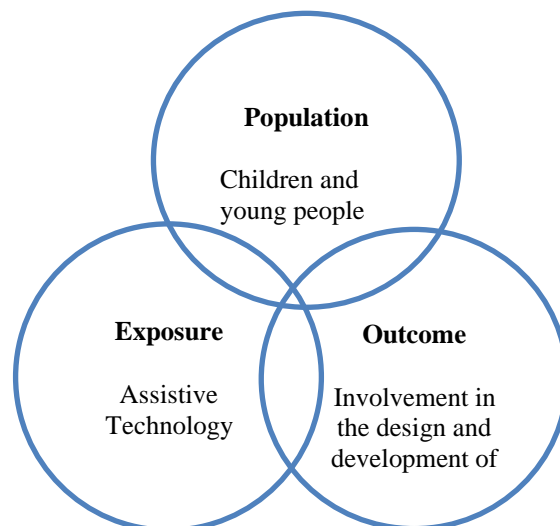 Population
Children and
young people
Exposure
Assistive
Technology
Outcome
Involvement in
the design and
development of